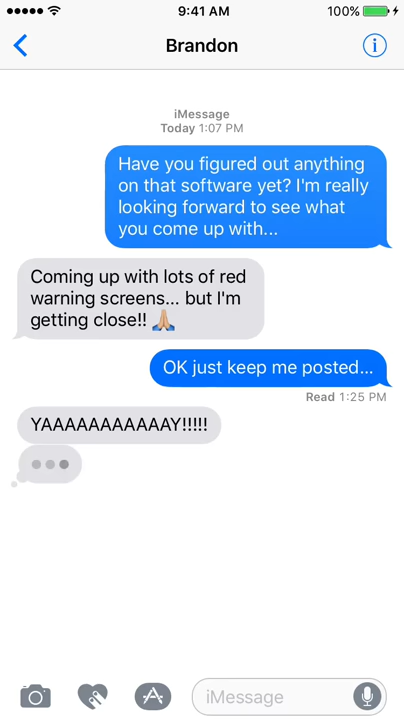 9:41 AM
100%
Brandon
iMessage
Today 1:07 PM
Have you figured out anything
on that software yet? I'm really
looking forward to see what
you come up with...
Coming up with lots of red
warning screens... but I'm
getting close!! 🙏🏼
OK just keep me posted...
Read 1:25 PM
YAAAAAAAAAAAY!!!!!
iMessage